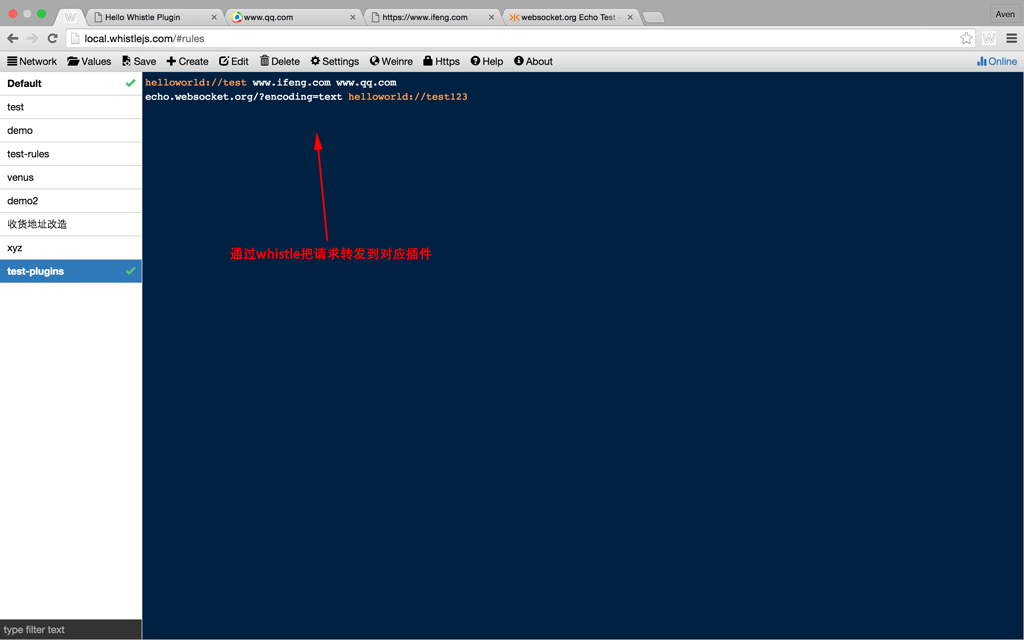 W Hello Whistle Plugin www.qq.com https://www.ifeng.com websocket.org Echo Test - Aven
local.whistlejs.com/#rules W
Network Values Save Create Edit Delete Settings Weinre Https Help About Online
Default
test
demo
test-rules
venus
demo2
收货地址改造
xyz
test-plugins
type filter text
helloworld://test www.ifeng.com www.qq.com
echo.websocket.org/?encoding=text helloworld://test123
通过whistle把请求转发到对应插件